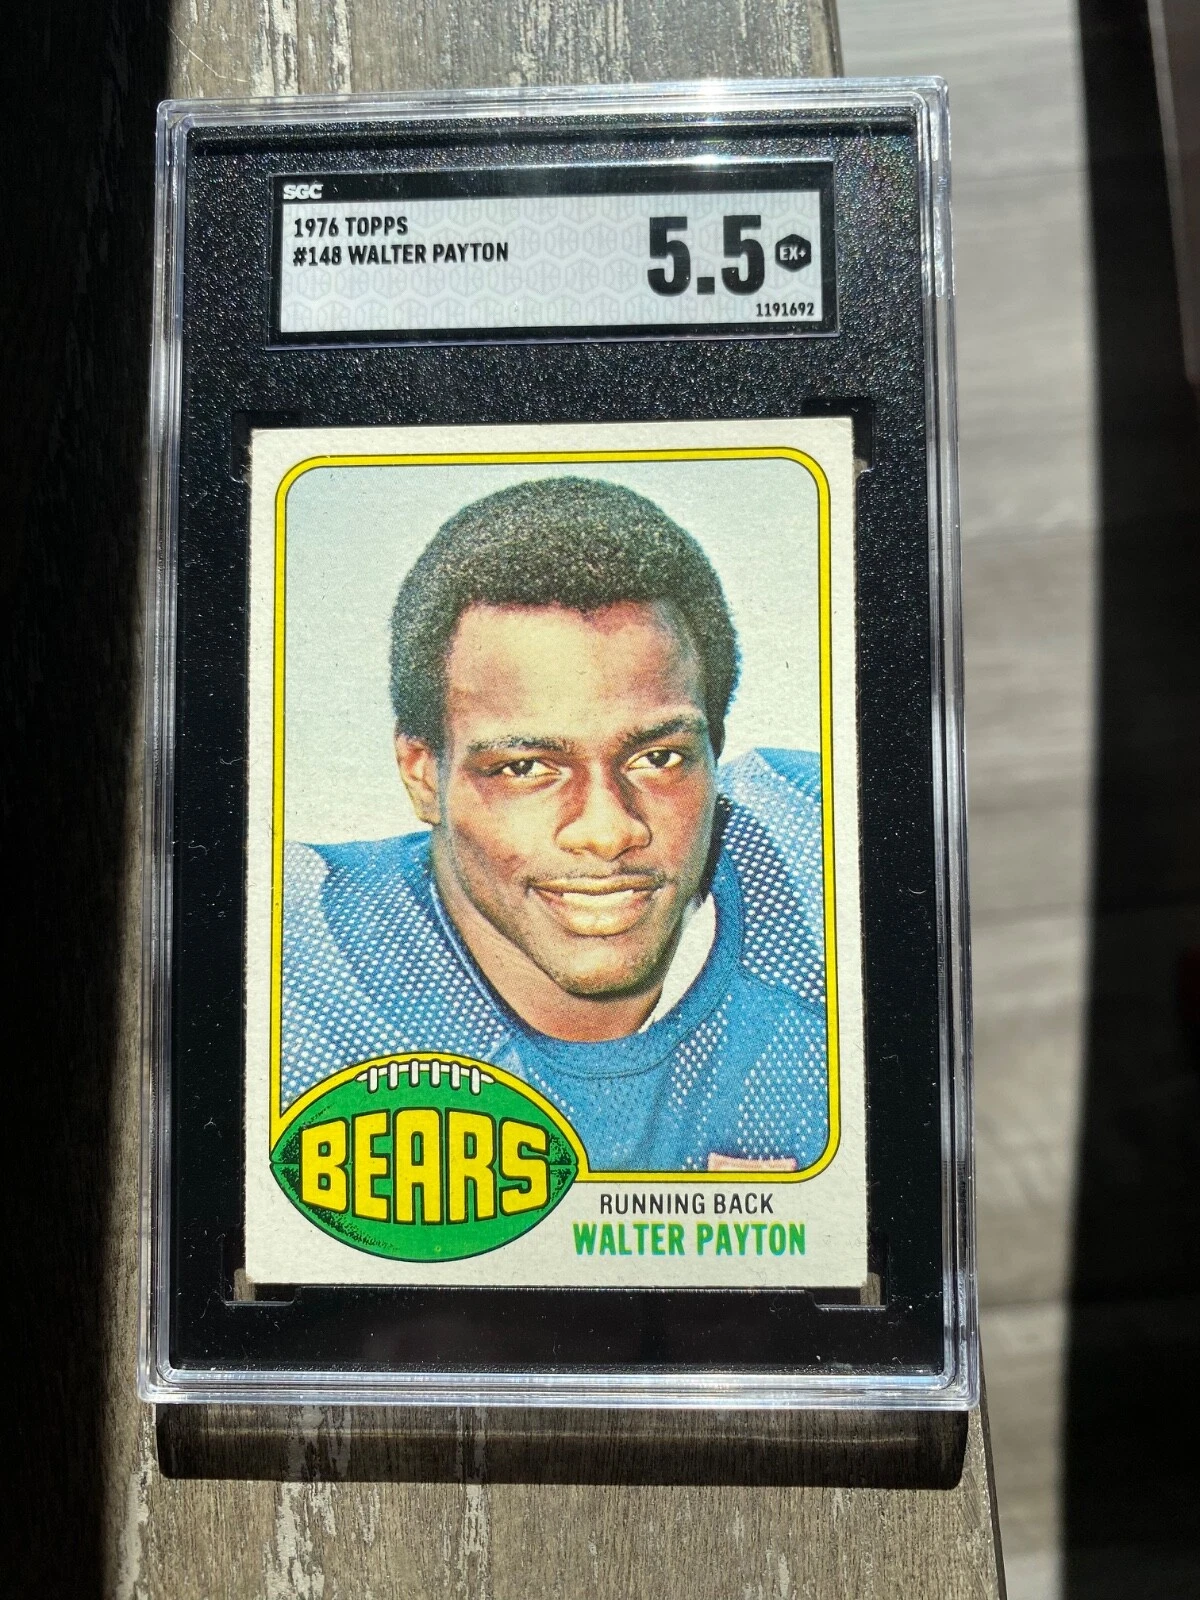 SGC
1976 TOPPS
#148 WALTER PAYTON
5.5 EX+
1191692
BEARS
RUNNING BACK
WALTER PAYTON